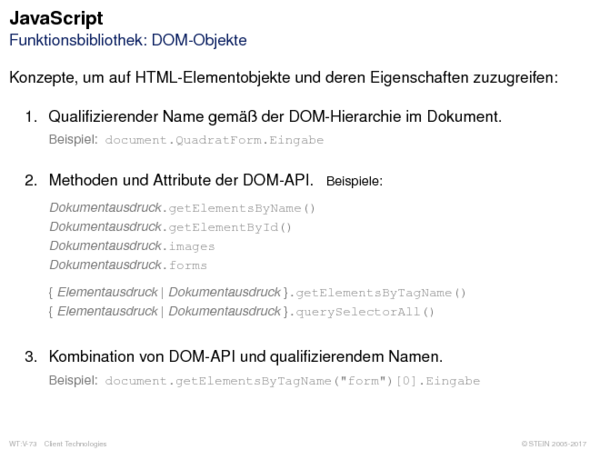 JavaScript
Funktionsbibliothek: DOM-Objekte
Konzepte, um auf HTML-Elementobjekte und deren Eigenschaften zuzugreifen:
1. Qualifizierender Name gemäß der DOM-Hierarchie im Dokument.
Beispiel: document.QuadratForm.Eingabe
2. Methoden und Attribute der DOM-API. Beispiele:
Dokumentausdruck.getElementsByName()
Dokumentausdruck.getElementById()
Dokumentausdruck.images
Dokumentausdruck.forms
{ Elementausdruck | Dokumentausdruck }.getElementsByTagName()
{ Elementausdruck | Dokumentausdruck }.querySelectorAll()
3. Kombination von DOM-API und qualifizierendem Namen.
Beispiel: document.getElementsByTagName("form")[0].Eingabe
WT:V-73 Client Technologies © STEIN 2005-2017